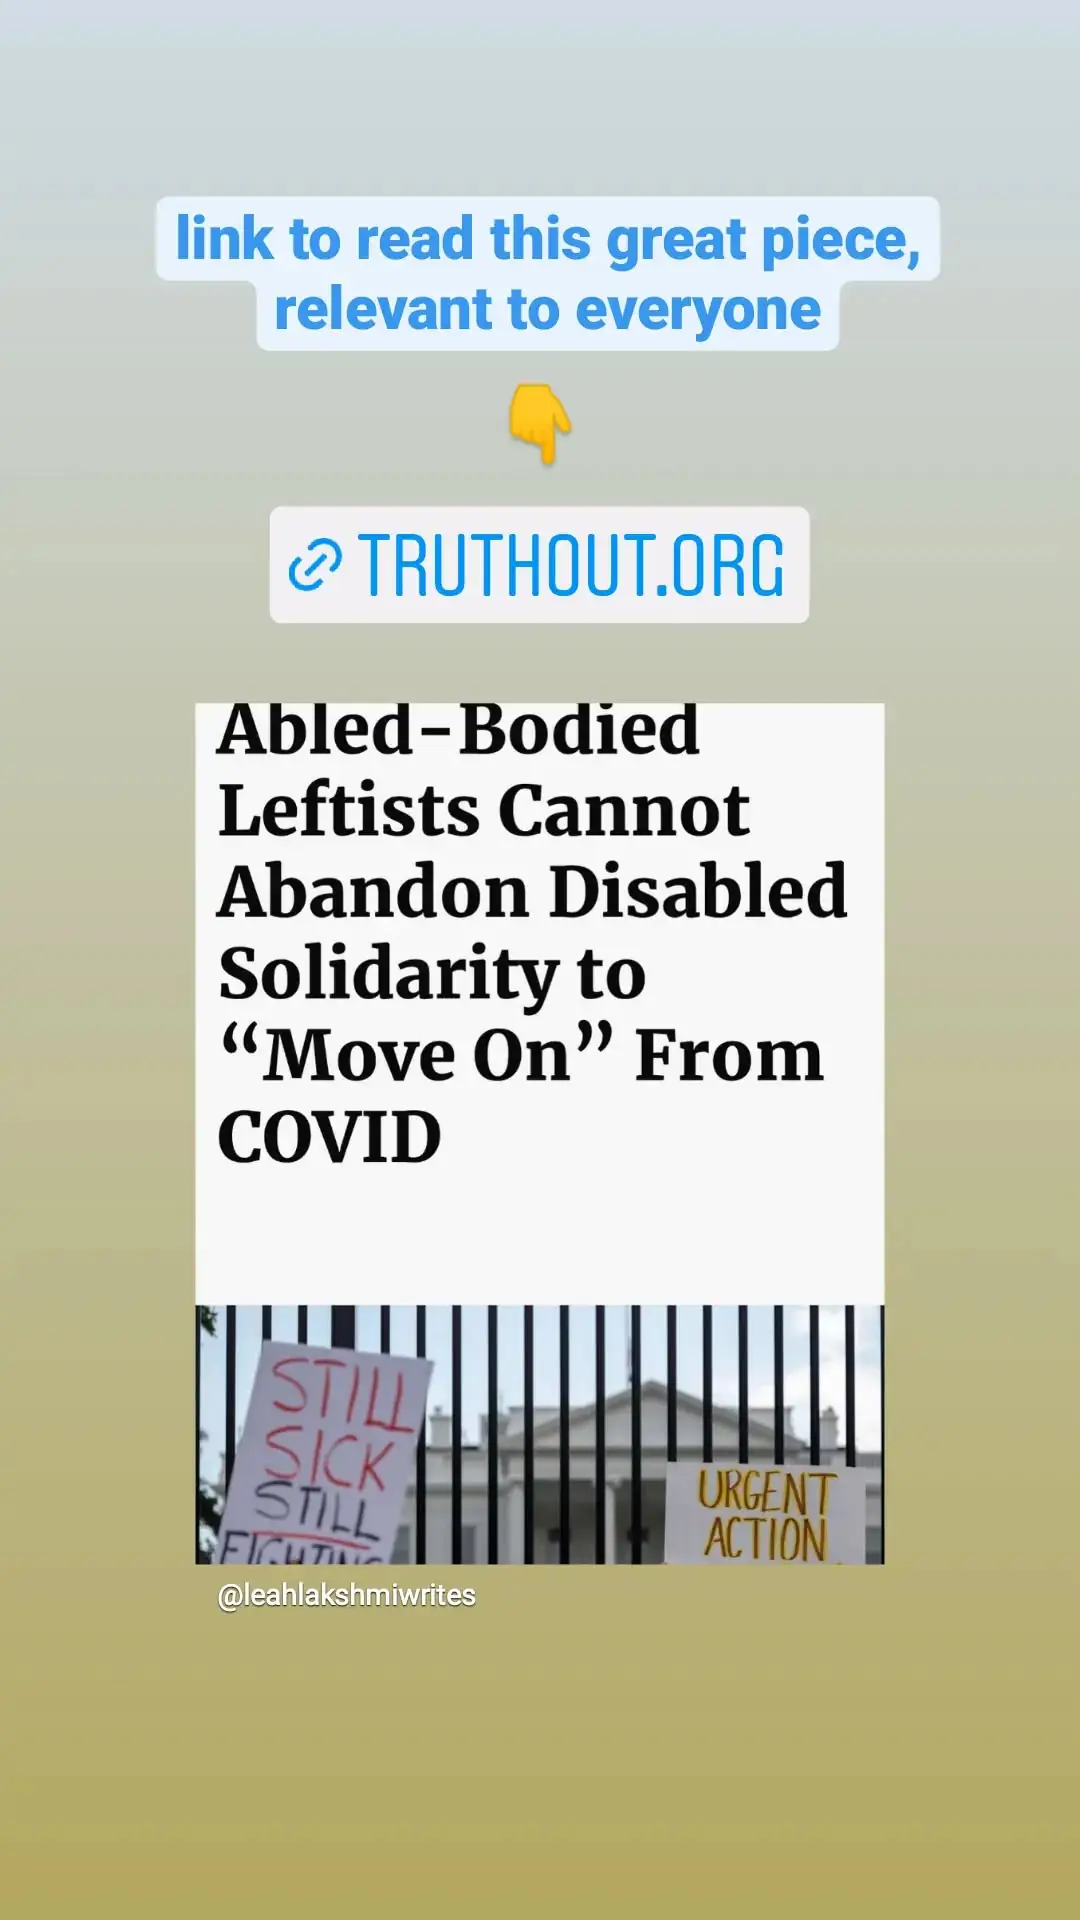 link to read this great piece,
relevant to everyone
TRUTHOUT.ORG
Abled-Bodied
Leftists Cannot
Abandon Disabled
Solidarity to
“Move On” From
COVID
STILL
SICK
STILL
FIGHTING
URGENT
ACTION
@leahlakshmiwrites